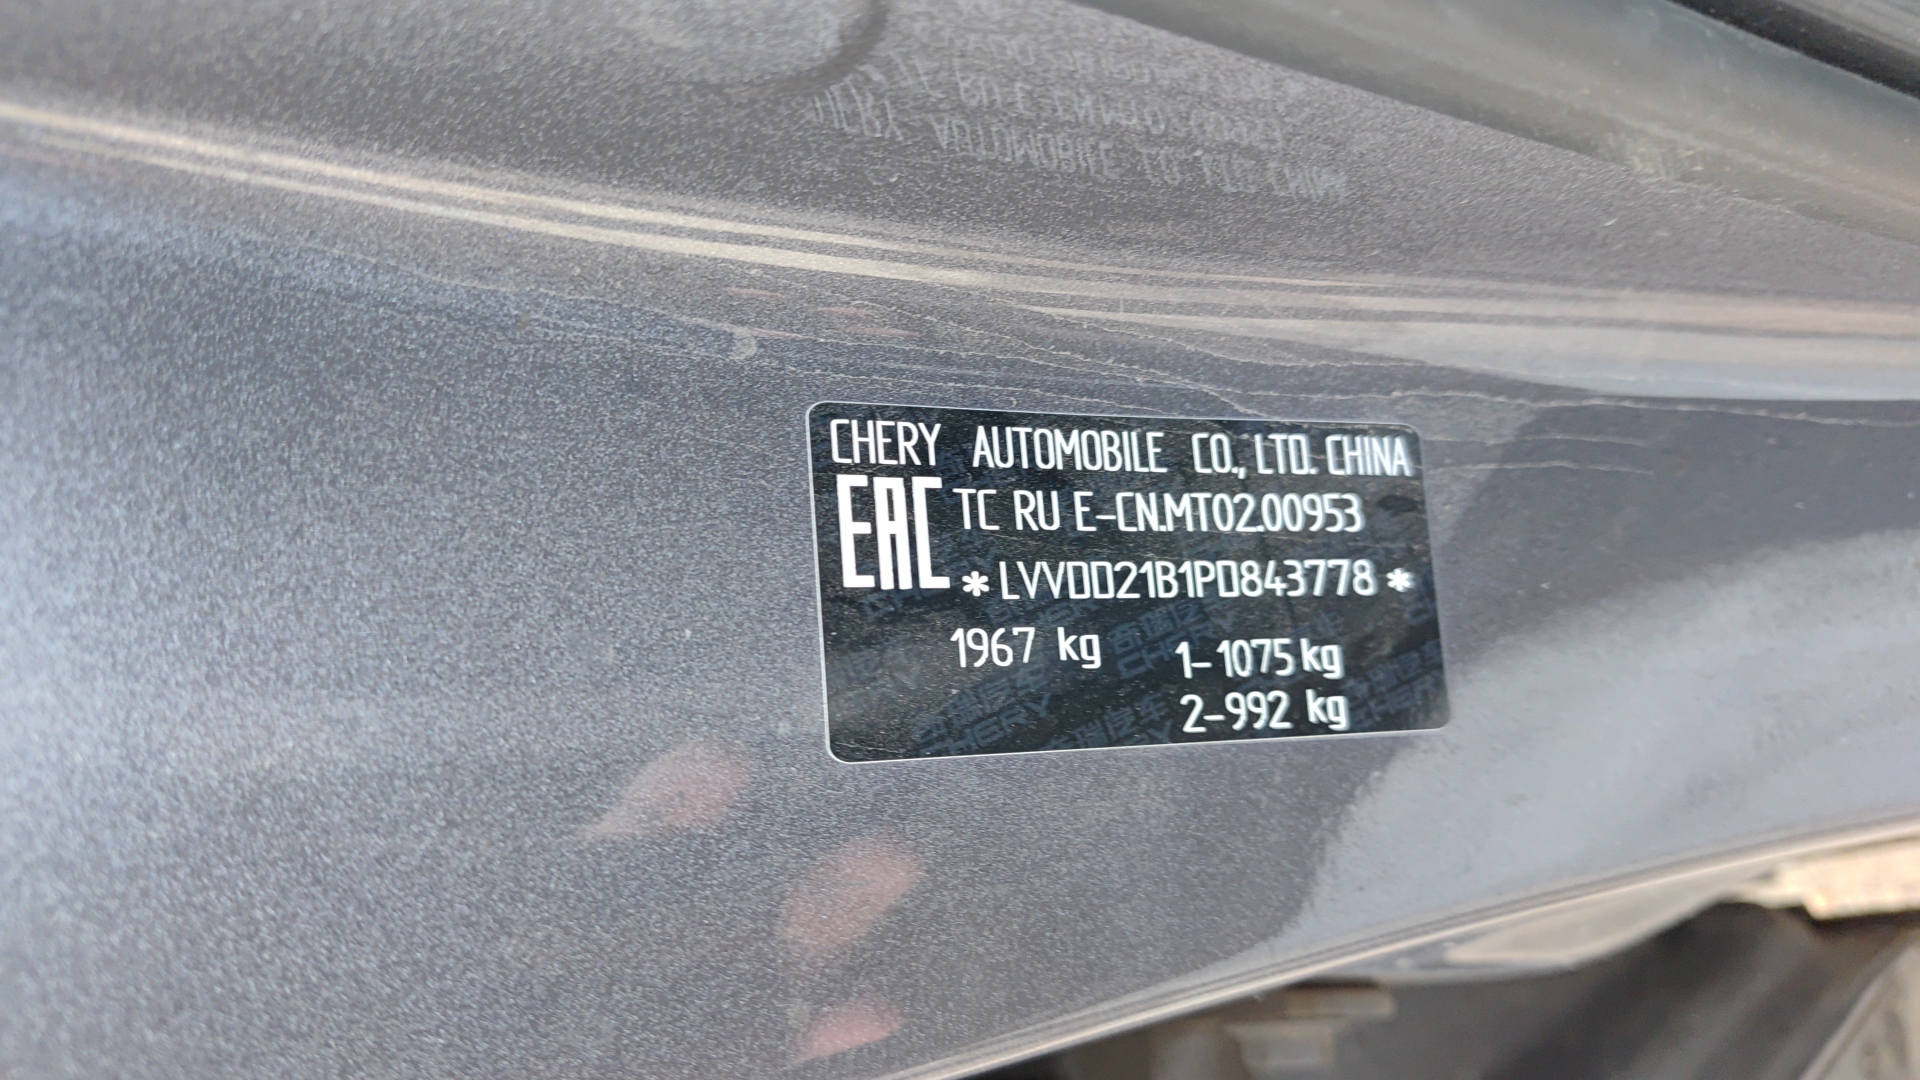 CHERY AUTOMOBILE CO., LTD. CHINA
EAC TC RU E-CN.MT02.00953
*LVVDD21B1PD843778*
1967 kg 1-1075 kg
2-992 kg